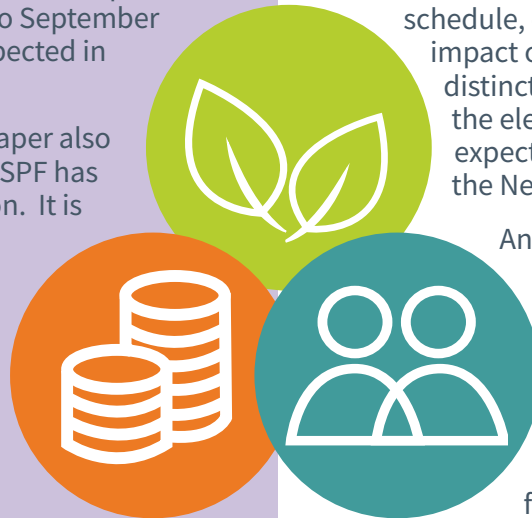 o September
pected in
aper also
SPF has
on. It is
schedule,
impact o
distinct
the ele
expect
the Ne
An
f